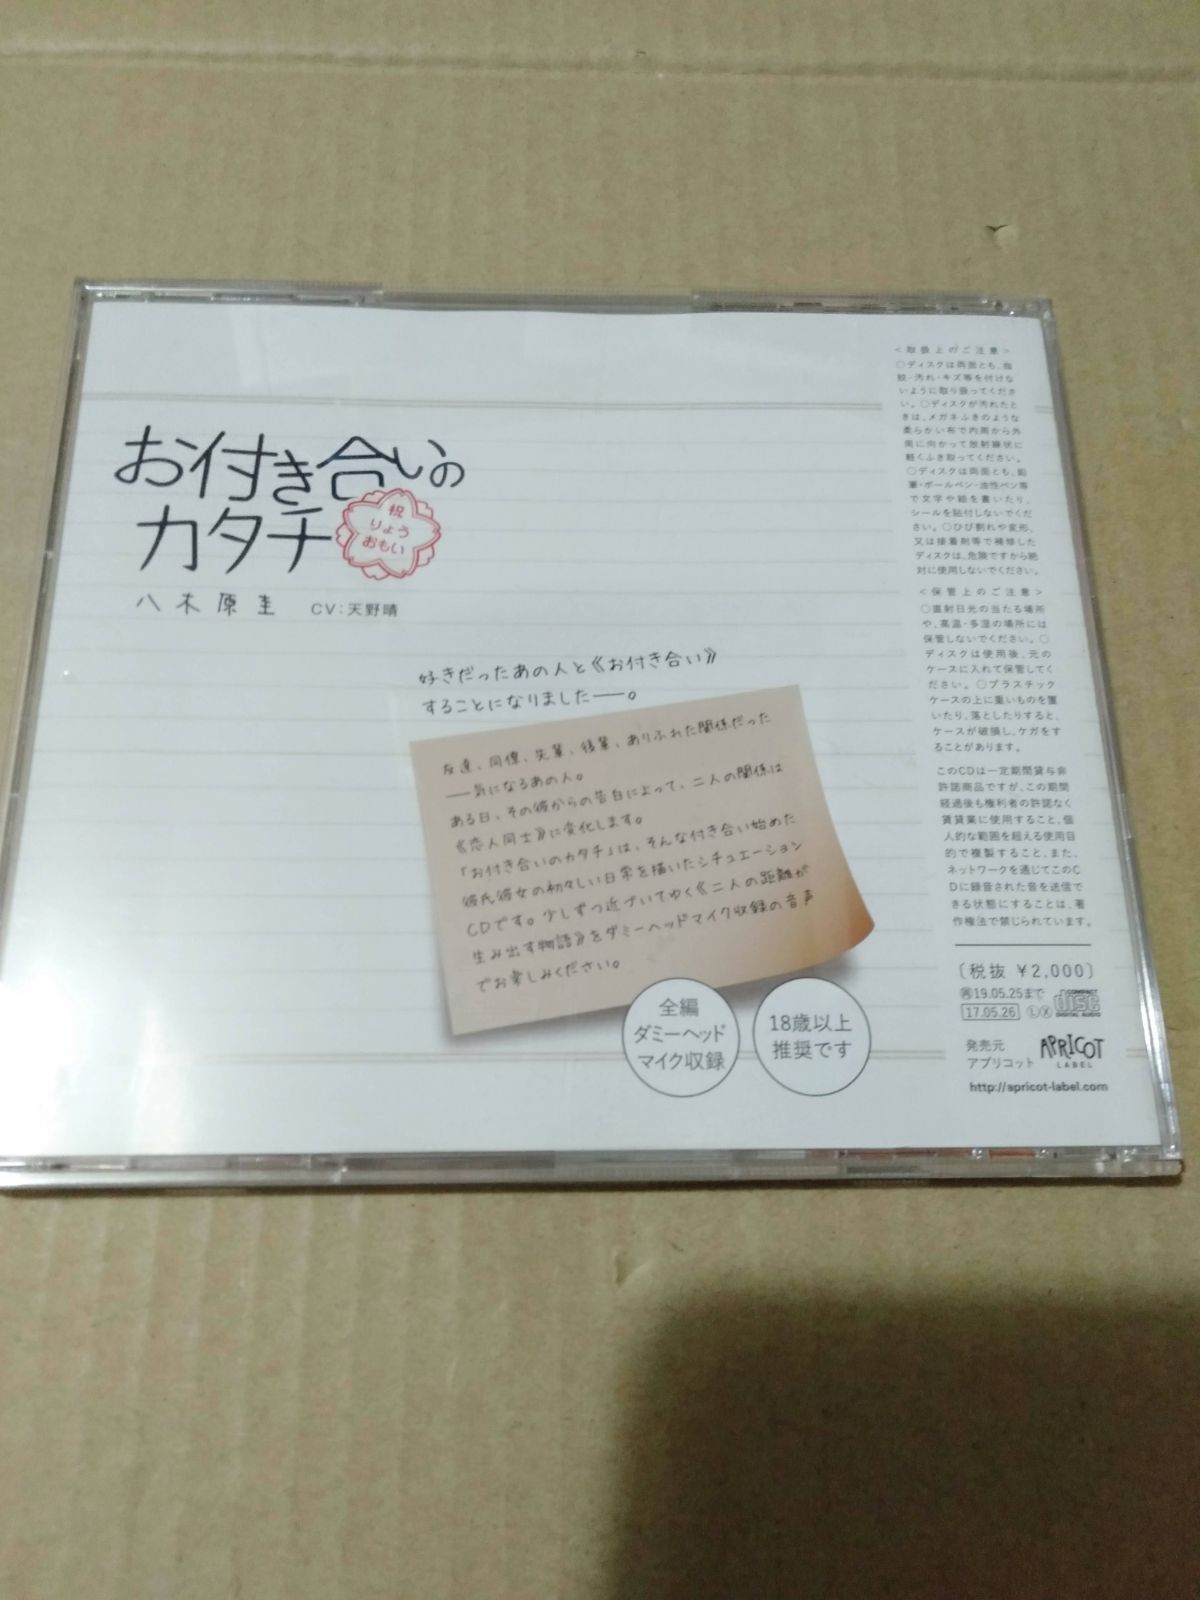 お付き合いの
カタチ
祝
りょう
おもい
八木原圭 CV:天野晴
好きだったあの人と《お付き合い》
することになりました――。
友達、同僚、先輩、後輩、ありふれた関係だった
――気になるあの人。
ある日、その彼からの告白によって、二人の関係は
《恋人同士》に変化します。
「お付き合いのカタチ」は、そんな付き合い始めた
彼氏彼女の初々しい日常を描いたシチュエーション
CDです。少しずつ近づいてゆく《二人の距離が
生み出す物語》をダミーヘッドマイク収録の音声
でお楽しみください。
全編
ダミーヘッド
マイク収録
18歳以上
推奨です
<取扱上のご注意>
○ディスクは両面とも、指
紋・汚れ・キズ等を付けな
いように取り扱ってくださ
い。○ディスクが汚れたと
きは、メガネふきのような
柔らかい布で内周から外
周に向かって放射線状に
軽くふき取ってください。
○ディスクは両面とも、鉛
筆・ボールペン・油性ペン等
で文字や絵を書いたり、
シールを貼付しないでくだ
さい。○ひび割れや変形、
又は接着剤等で補修した
ディスクは、危険ですから絶
対に使用しないでください。
<保管上のご注意>
○直射日光の当たる場所
や、高温・多湿の場所には
保管しないでください。○
ディスクは使用後、元の
ケースに入れて保管してく
ださい。○プラスチック
ケースの上に重いものを置
いたり、落としたりすると、
ケースが破損し、ケガをす
ることがあります。
このCDは一定期間貸与非
許諾商品ですが、この期間
経過後も権利者の許諾なく
賃貸業に使用すること、個
人的な範囲を超える使用目
的で複製すること、また、
ネットワークを通じてこのC
Dに録音された音を送信で
きる状態にすることは、著
作権法で禁じられています。
〔税抜 ¥2,000〕
再19.05.25まで
17.05.26 ⓁⓍ
COMPACT
disc
DIGITAL AUDIO
発売元
アプリコット
APRICOT
LABEL
http://apricot-label.com